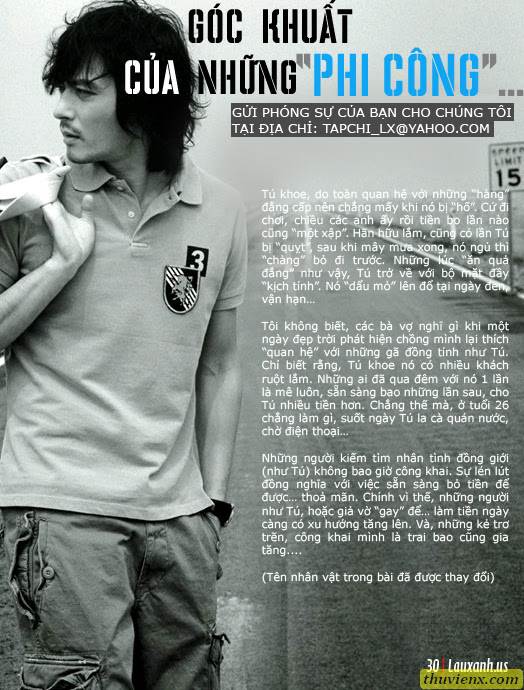 GÓC KHUẤT
CỦA NHỮNG "PHI CÔNG"...
GỬI PHÓNG SỰ CỦA BẠN CHO CHÚNG TÔI
TẠI ĐỊA CHỈ: TAPCHI_LX@YAHOO.COM
SPEED
LIMIT
15
3
Tú khoe, do toàn quan hệ với những "hàng"
đẳng cấp nên chẳng mấy khi nó bị "hố". Cứ đi
chơi, chiều các anh ấy rồi tiền bo lần nào
cũng "một xập". Hãn hữu lắm, cũng có lần Tú
bị "quỵt", sau khi mây mưa xong, nó ngủ thì
"chàng" bỏ đi trước. Những lúc "ăn quả
đắng" như vậy, Tú trở về với bộ mặt đầy
"kịch tính". Nó "dẩu mỏ" lên đổ tại ngày đen,
vận hạn...
Tôi không biết, các bà vợ nghĩ gì khi một
ngày đẹp trời phát hiện chồng mình lại thích
"quan hệ" với những gã đồng tính như Tú.
Chỉ biết rằng, Tú khoe nó có nhiều khách
ruột lắm. Những ai đã qua đêm với nó 1 lần
là mê luôn, sẵn sàng bao những lần sau, cho
Tú nhiều tiền hơn. Chẳng thế mà, ở tuổi 26
chẳng làm gì, suốt ngày Tú la cà quán nước,
chờ điện thoại...
Những người kiếm tìm nhân tình đồng giới
(như Tú) không bao giờ công khai. Sự lén lút
đồng nghĩa với việc sẵn sàng bỏ tiền để
được... thoả mãn. Chính vì thế, những người
như Tú, hoặc giả vờ "gay" để... làm tiền ngày
càng có xu hướng tăng lên. Và, những kẻ trơ
trẽn, công khai mình là trai bao cũng gia
tăng....
(Tên nhân vật trong bài đã được thay đổi)
30 | Lauxanh.us
thuvienx.com